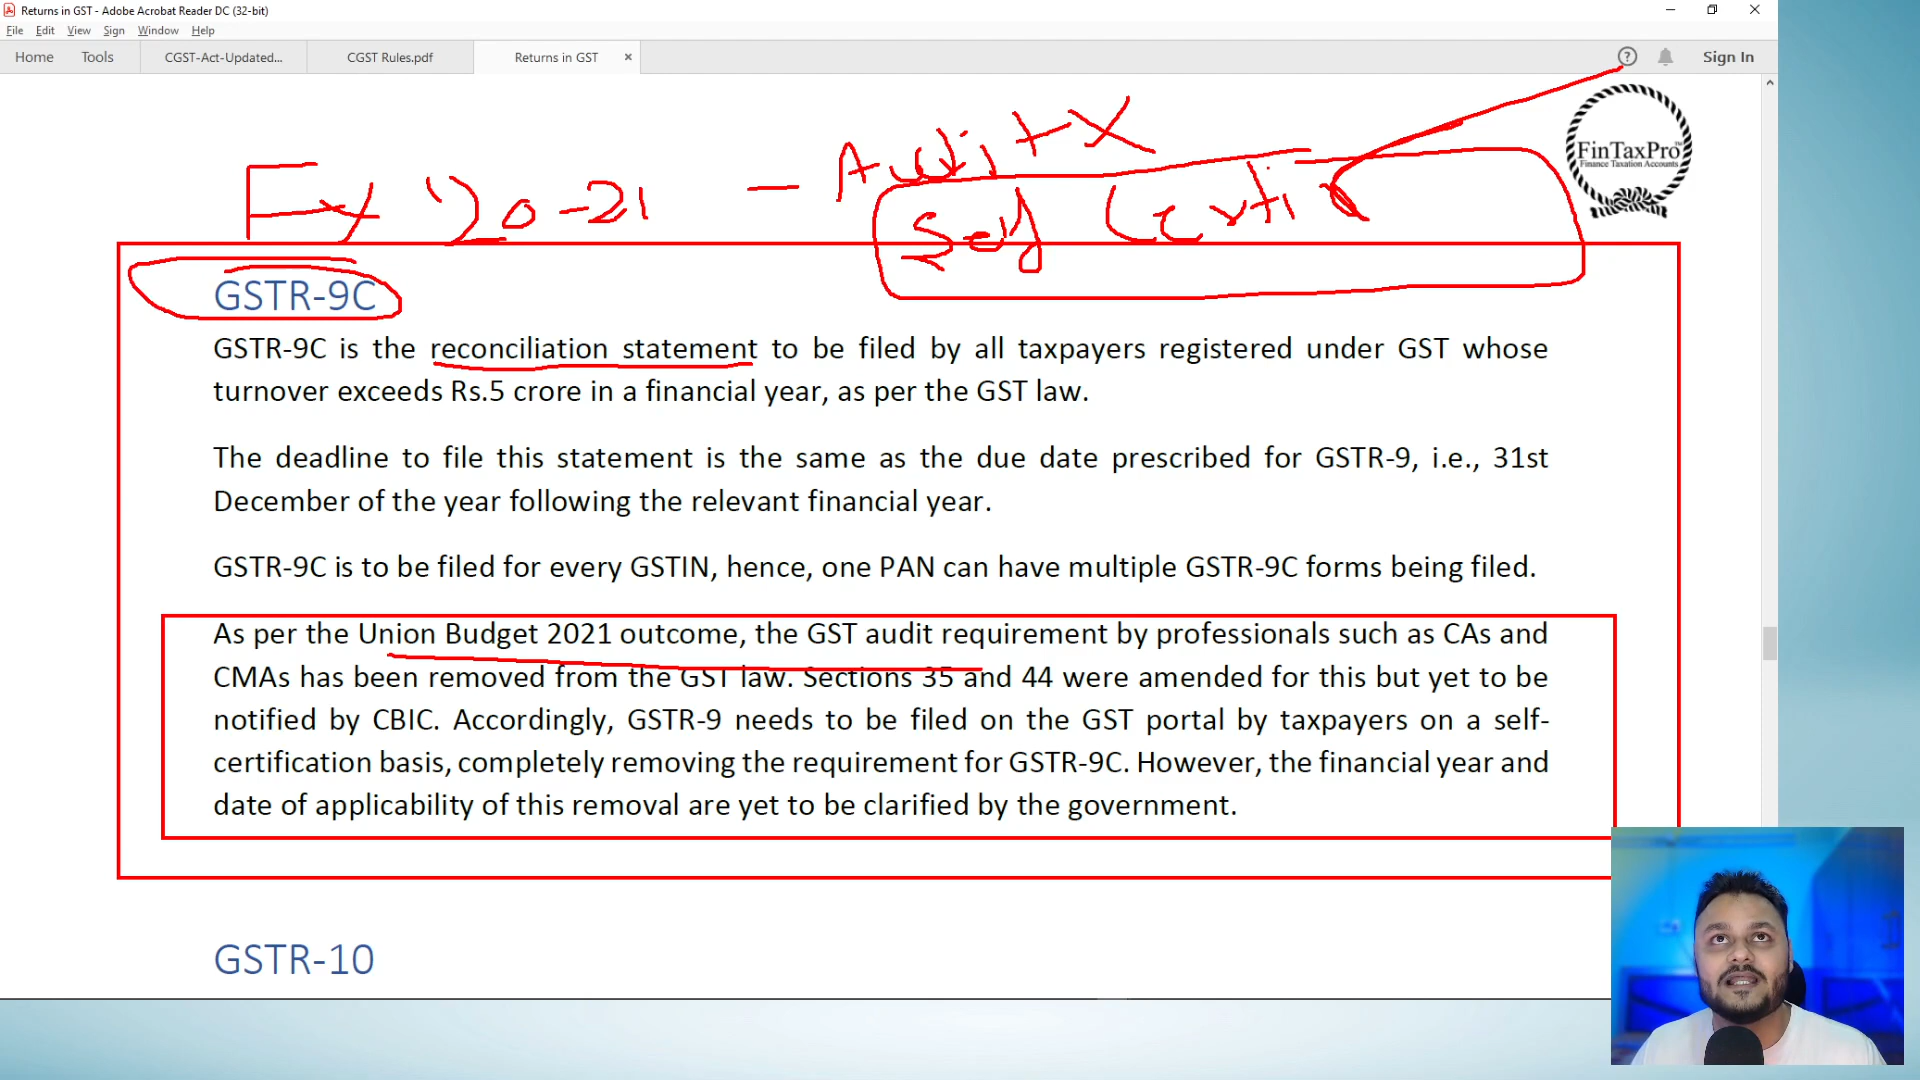 Returns in GST - Adobe Acrobat Reader DC (32-bit)
File Edit View Sign Window Help
Home Tools CGST-Act-Updated... CGST Rules.pdf Returns in GST × ? Sign In
FinTaxPro
Finance Taxation Accounts
FY '20-21 - Audit X
Self Certi
GSTR-9C
GSTR-9C is the reconciliation statement to be filed by all taxpayers registered under GST whose
turnover exceeds Rs.5 crore in a financial year, as per the GST law.
The deadline to file this statement is the same as the due date prescribed for GSTR-9, i.e., 31st
December of the year following the relevant financial year.
GSTR-9C is to be filed for every GSTIN, hence, one PAN can have multiple GSTR-9C forms being filed.
As per the Union Budget 2021 outcome, the GST audit requirement by professionals such as CAs and
CMAs has been removed from the GST law. Sections 35 and 44 were amended for this but yet to be
notified by CBIC. Accordingly, GSTR-9 needs to be filed on the GST portal by taxpayers on a self-
certification basis, completely removing the requirement for GSTR-9C. However, the financial year and
date of applicability of this removal are yet to be clarified by the government.
GSTR-10